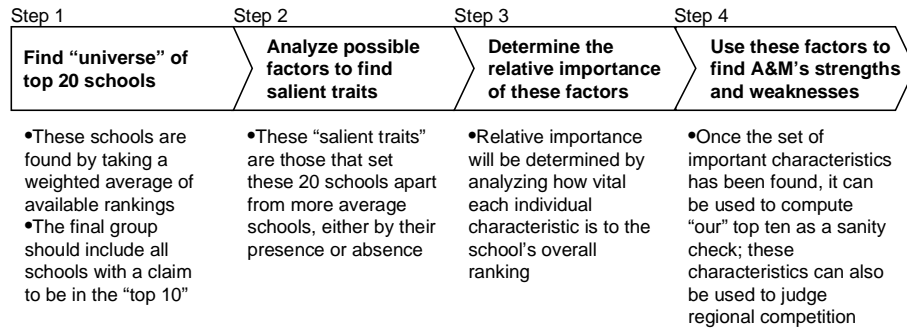 Step 1
Find “universe” of
top 20 schools
•These schools are
found by taking a
weighted average of
available rankings
•The final group
should include all
schools with a claim
to be in the “top 10”
Step 2
Analyze possible
factors to find
salient traits
•These “salient traits”
are those that set
these 20 schools apart
from more average
schools, either by their
presence or absence
Step 3
Determine the
relative importance
of these factors
•Relative importance
will be determined by
analyzing how vital
each individual
characteristic is to the
school’s overall
ranking
Step 4
Use these factors to
find A&M’s strengths
and weaknesses
•Once the set of
important characteristics
has been found, it can
be used to compute
“our” top ten as a sanity
check; these
characteristics can also
be used to judge
regional competition